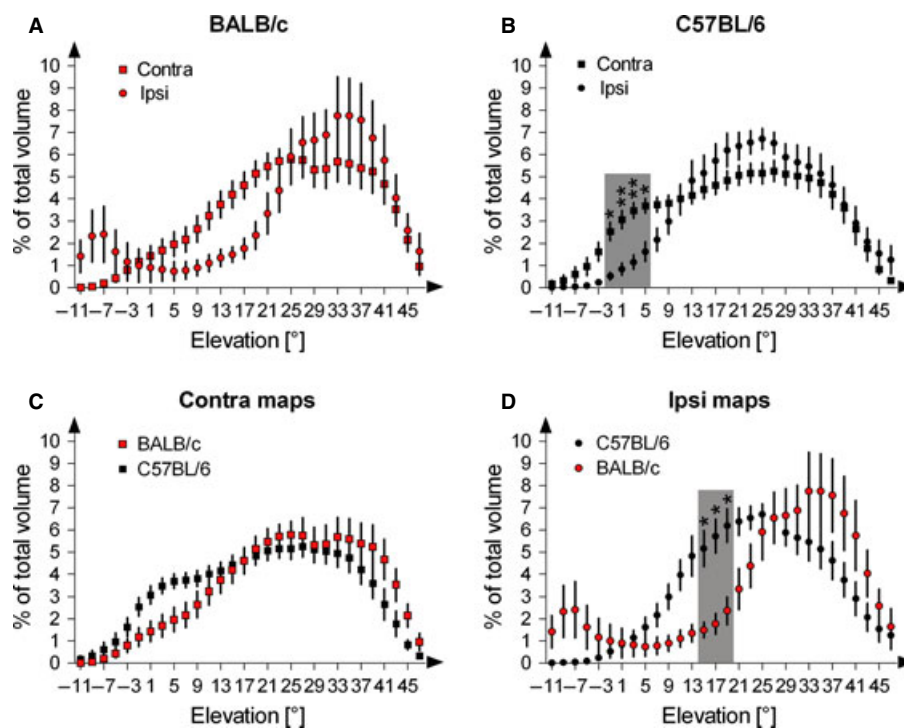 A BALB/c
% of total volume
10
9
8
7
6
5
4
3
2
1
0
Contra
Ipsi
−11 −7 −3 1 5 9 13 17 21 25 29 33 37 41 45
Elevation [°]
B C57BL/6
% of total volume
10
9
8
7
6
5
4
3
2
1
0
Contra
Ipsi
* ** ** *
−11 −7 −3 1 5 9 13 17 21 25 29 33 37 41 45
Elevation [°]
C Contra maps
% of total volume
10
9
8
7
6
5
4
3
2
1
0
BALB/c
C57BL/6
−11 −7 −3 1 5 9 13 17 21 25 29 33 37 41 45
Elevation [°]
D Ipsi maps
% of total volume
10
9
8
7
6
5
4
3
2
1
0
C57BL/6
BALB/c
* * *
−11 −7 −3 1 5 9 13 17 21 25 29 33 37 41 45
Elevation [°]